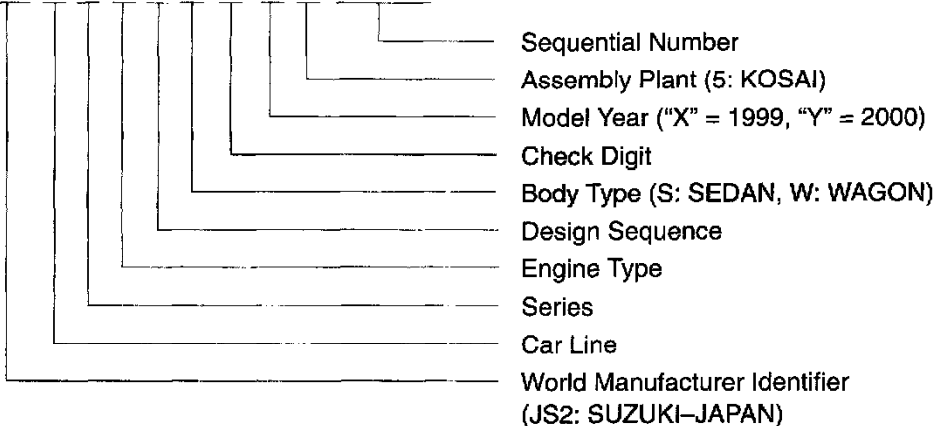 Sequential Number
Assembly Plant (5: KOSAI)
Model Year (“X” = 1999, “Y” = 2000)
Check Digit
Body Type (S: SEDAN, W: WAGON)
Design Sequence
Engine Type
Series
Car Line
World Manufacturer Identifier
(JS2: SUZUKI–JAPAN)